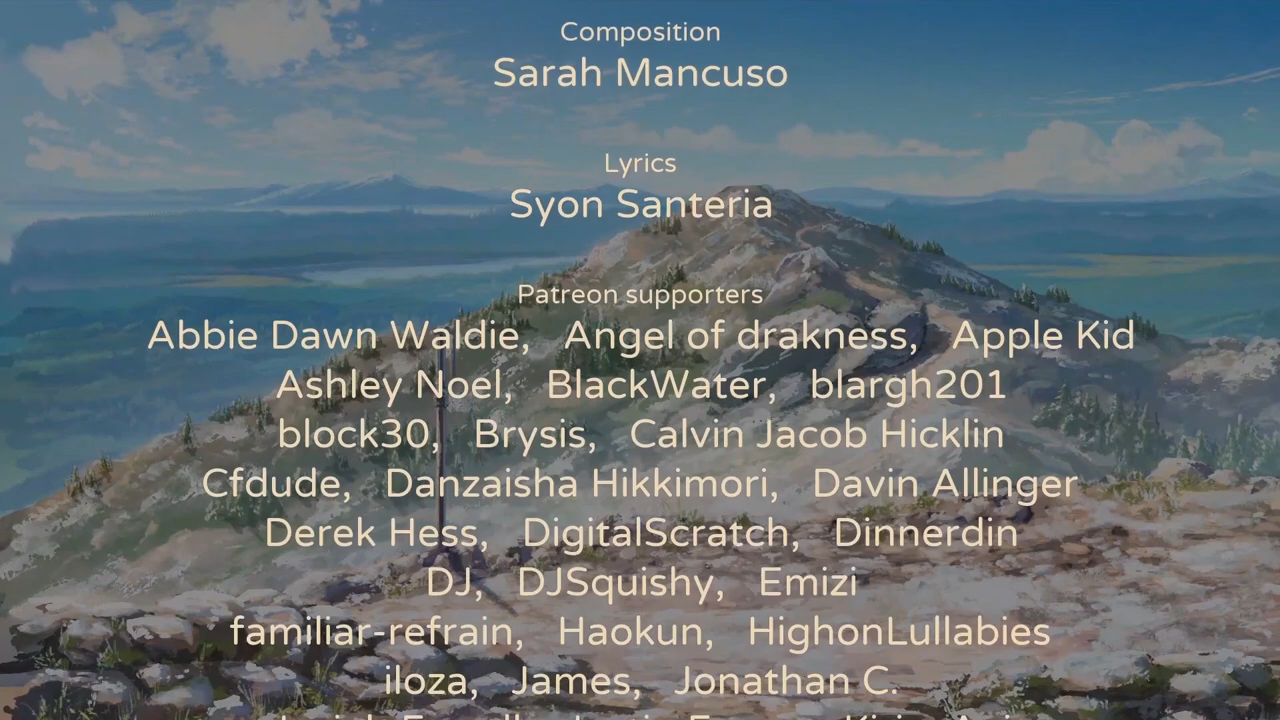 Composition
Sarah Mancuso
Lyrics
Syon Santeria
Patreon supporters
Abbie Dawn Waldie, Angel of drakness, Apple Kid
Ashley Noel, BlackWater, blargh201
block30, Brysis, Calvin Jacob Hicklin
Cfdude, Danzaisha Hikkimori, Davin Allinger
Derek Hess, DigitalScratch, Dinnerdin
DJ, DJSquishy, Emizi
familiar-refrain, Haokun, HighonLullabies
iloza, James, Jonathan C.